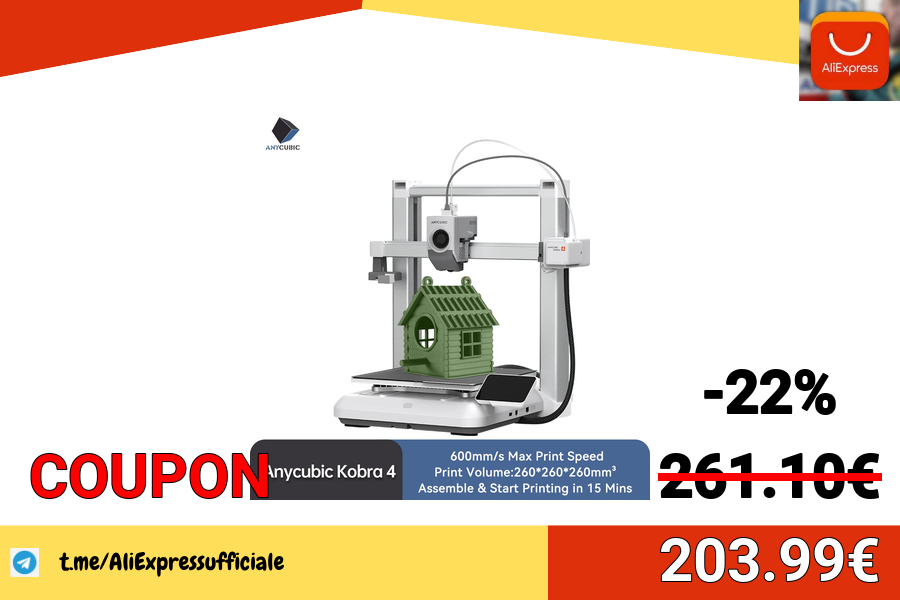 AliExpress
ANYCUBIC
ANYCUBIC
-22%
COUPON
Anycubic Kobra 4
600mm/s Max Print Speed
Print Volume:260*260*260mm³
Assemble & Start Printing in 15 Mins
261.10€
t.me/AliExpressufficiale
203.99€